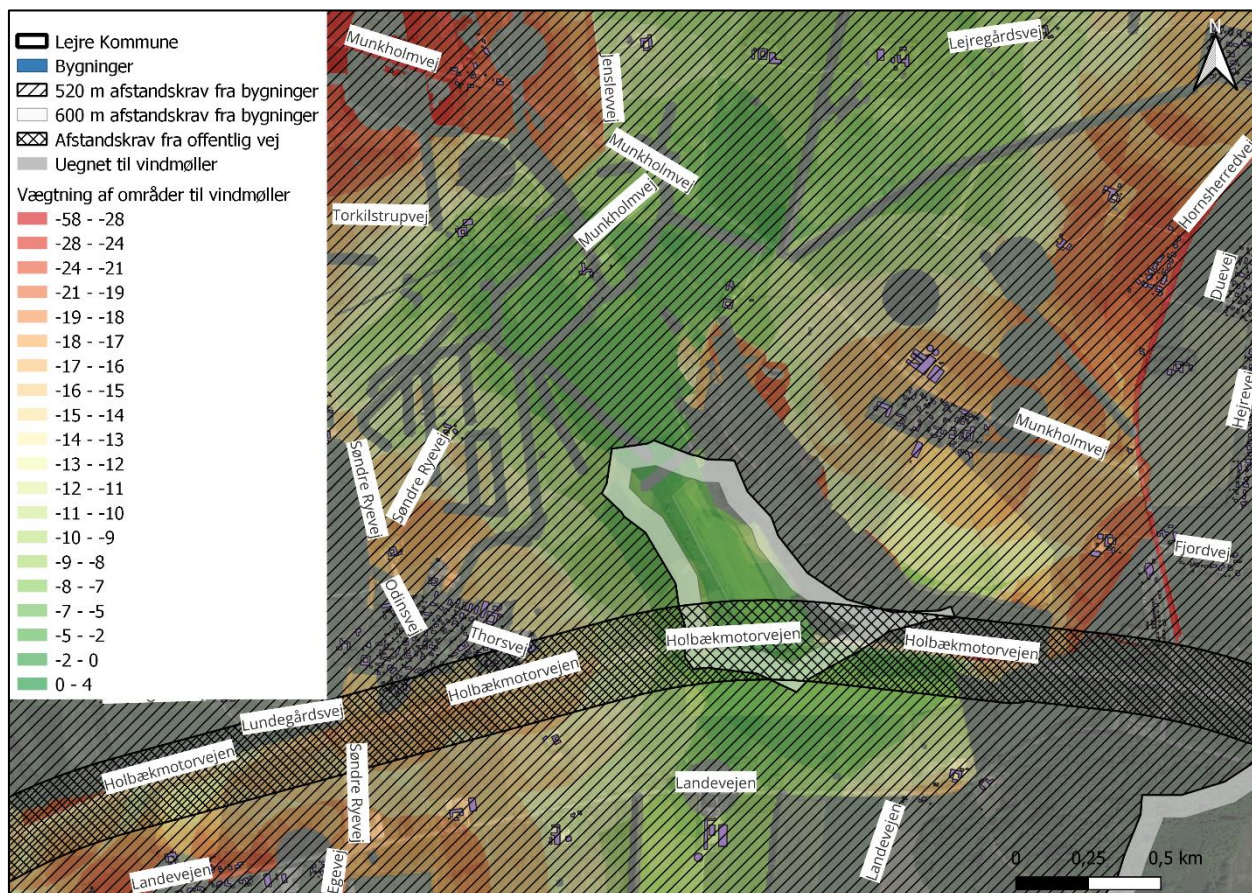 Lejre Kommune
Bygninger
520 m afstandskrav fra bygninger
600 m afstandskrav fra bygninger
Afstandskrav fra offentlig vej
Uegnet til vindmøller
Vægtning af områder til vindmøller
-58 - -28
-28 - -24
-24 - -21
-21 - -19
-19 - -18
-18 - -17
-17 - -16
-16 - -15
-15 - -14
-14 - -13
-13 - -12
-12 - -11
-11 - -10
-10 - -9
-9 - -8
-8 - -7
-7 - -5
-5 - -2
-2 - 0
0 - 4
Munkholmvej
Lejregårdsvej
N
Munkholmvej
Hornsherredvej
Torkilstrupvej
Munkholmvej
Duevej
Hejrevej
Munkholmvej
Søndre Ryevej
Søndre Ryevej
Fjordvej
Odinsvej
Thorsvej
Holbækmotorvejen
Holbækmotorvejen
Holbækmotorvejen
Lundegårdsvej
Holbækmotorvejen
Søndre Ryevej
Landevejen
Landevejen
Landevejen
Egevej
0 0,25 0,5 km